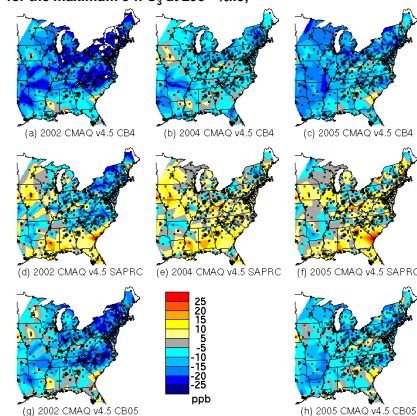 for the maximum 8-h O3 at
(a) 2002 CMAQ v4.5 CB4
(b) 2004 CMAQ v4.5 CB4
(c) 2005 CMAQ v4.5 CB4
(d) 2002 CMAQ v4.5 SAPRC
(e) 2004 CMAQ v4.5 SAPRC
(f) 2005 CMAQ v4.5 SAPRC
25
20
15
10
5
-5
-10
-15
-20
-25
ppb
(g) 2002 CMAQ v4.5 CB05
(h) 2005 CMAQ v4.5 CB05